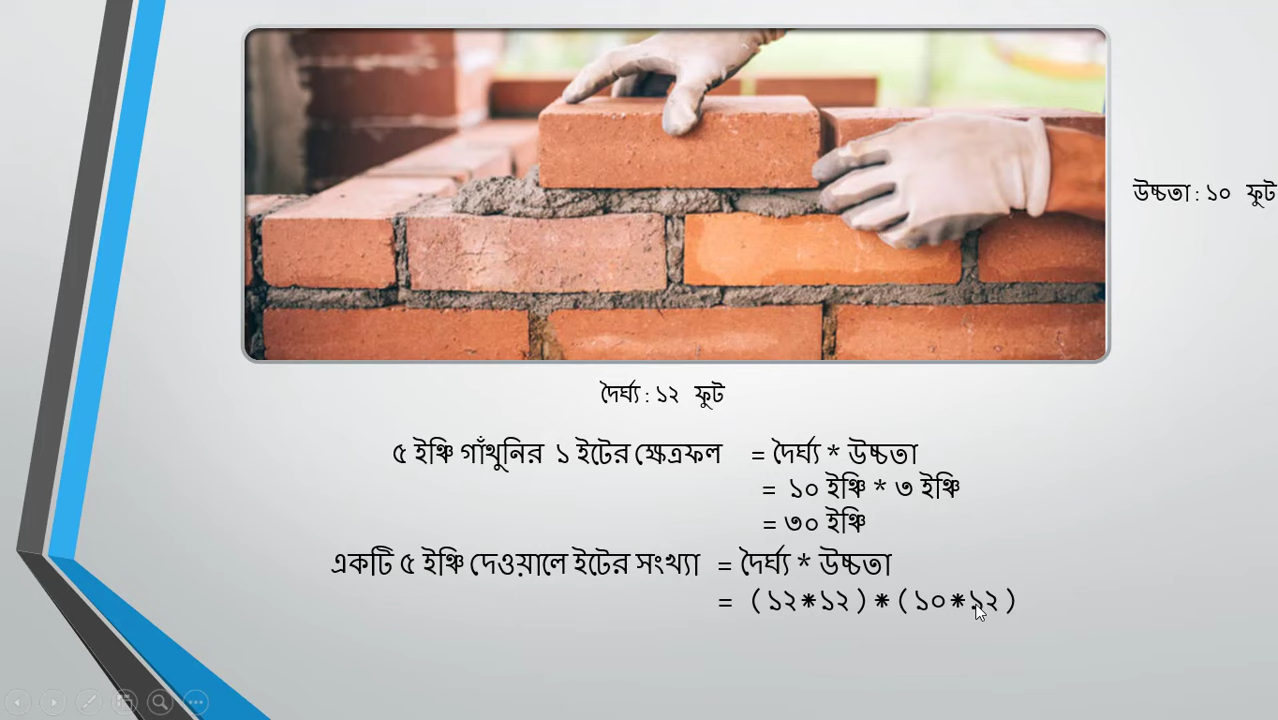 উচ্চতা : ১০ ফুট
দৈর্ঘ্য : ১২ ফুট
৫ ইঞ্চি গাঁথুনির ১ ইটের ক্ষেত্রফল = দৈর্ঘ্য * উচ্চতা
= ১০ ইঞ্চি * ৩ ইঞ্চি
= ৩০ ইঞ্চি
একটি ৫ ইঞ্চি দেওয়ালে ইটের সংখ্যা = দৈর্ঘ্য * উচ্চতা
= (১২*১২) * (১০*১২)